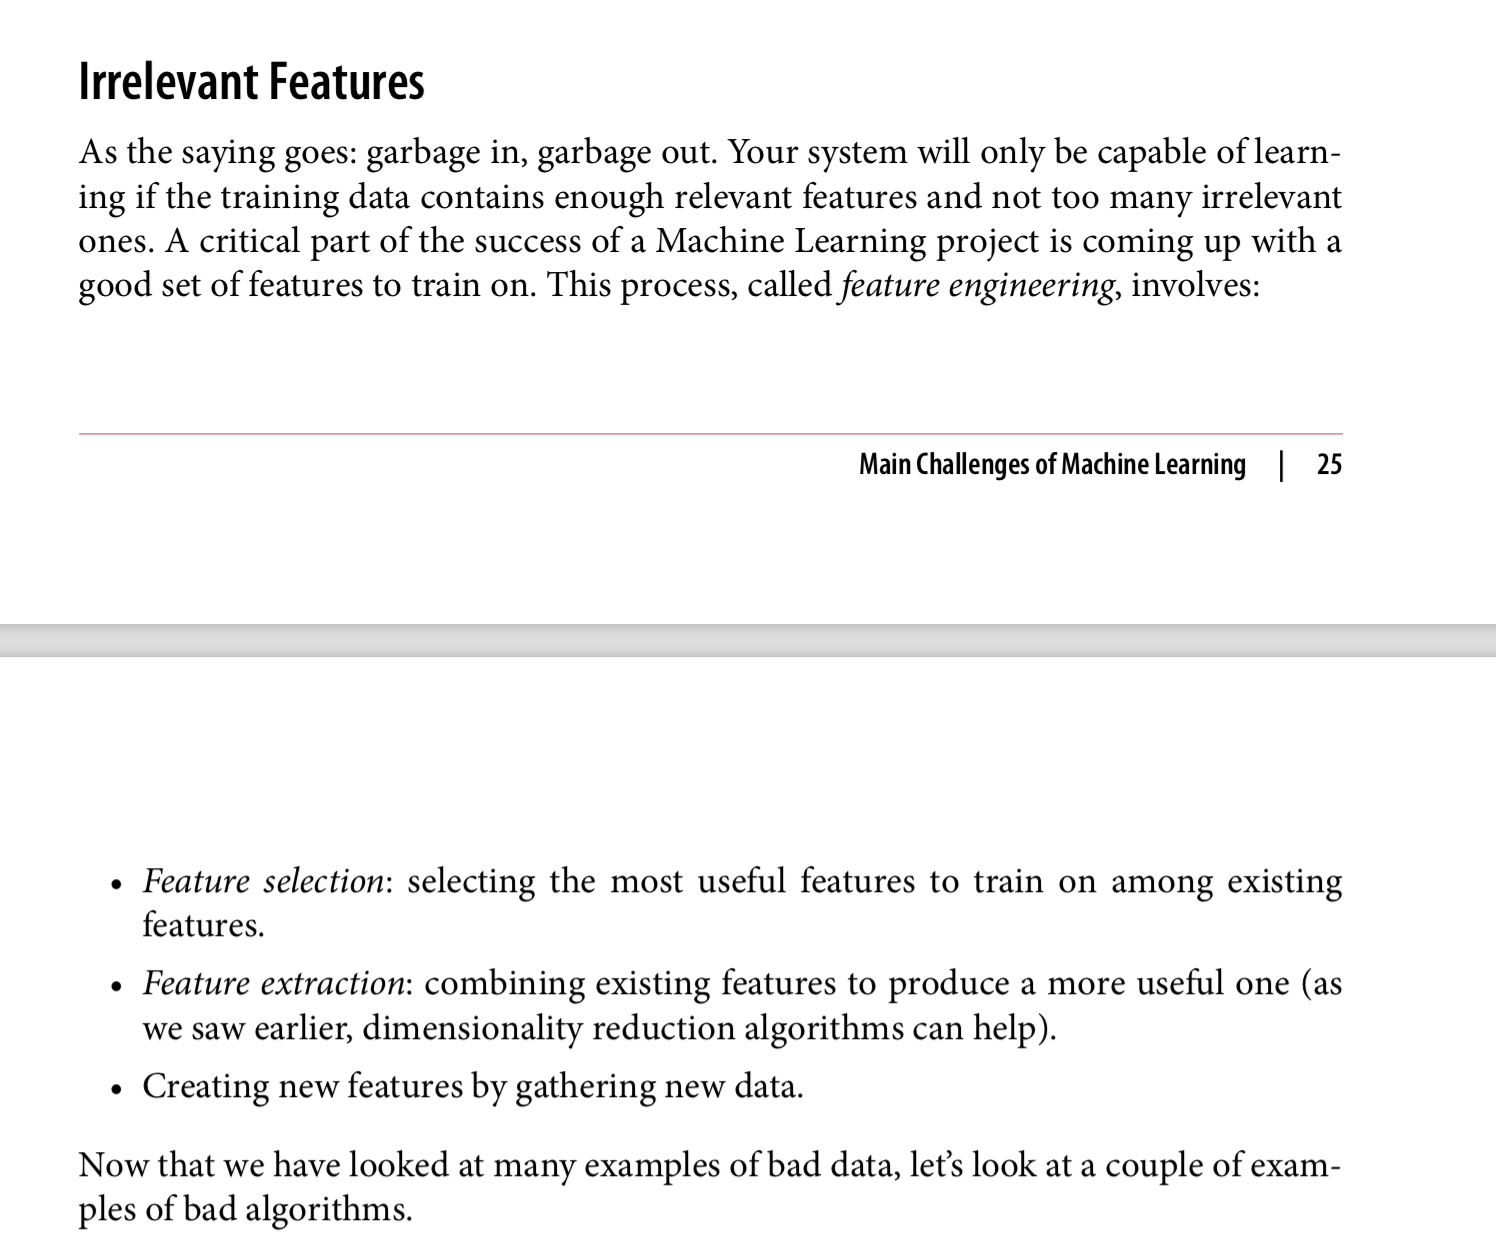 Irrelevant Features
As the saying goes: garbage in, garbage out. Your system will only be capable of learn-
ing if the training data contains enough relevant features and not too many irrelevant
ones. A critical part of the success of a Machine Learning project is coming up with a
good set of features to train on. This process, called feature engineering, involves:
Main Challenges of Machine Learning | 25
• Feature selection: selecting the most useful features to train on among existing
features.
• Feature extraction: combining existing features to produce a more useful one (as
we saw earlier, dimensionality reduction algorithms can help).
• Creating new features by gathering new data.
Now that we have looked at many examples of bad data, let’s look at a couple of exam-
ples of bad algorithms.